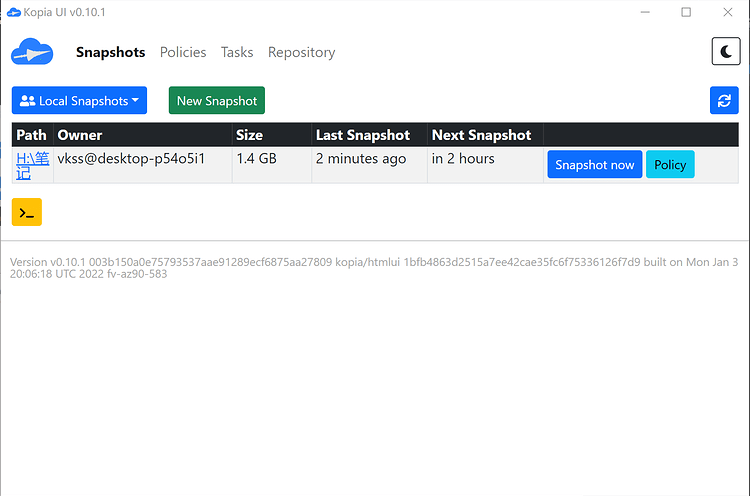 Kopia UI v0.10.1
Snapshots Policies Tasks Repository
Local Snapshots New Snapshot
Path Owner Size Last Snapshot Next Snapshot
H:\笔 vkss@desktop-p54o5i1 1.4 GB 2 minutes ago in 2 hours Snapshot now Policy
记
Version v0.10.1 003b150a0e75793537aae91289ecf6875aa27809 kopia/htmlui 1bfb4863d2515a7ee42cae35fc6f75336126f7d9 built on Mon Jan 3
20:06:18 UTC 2022 fv-az90-583